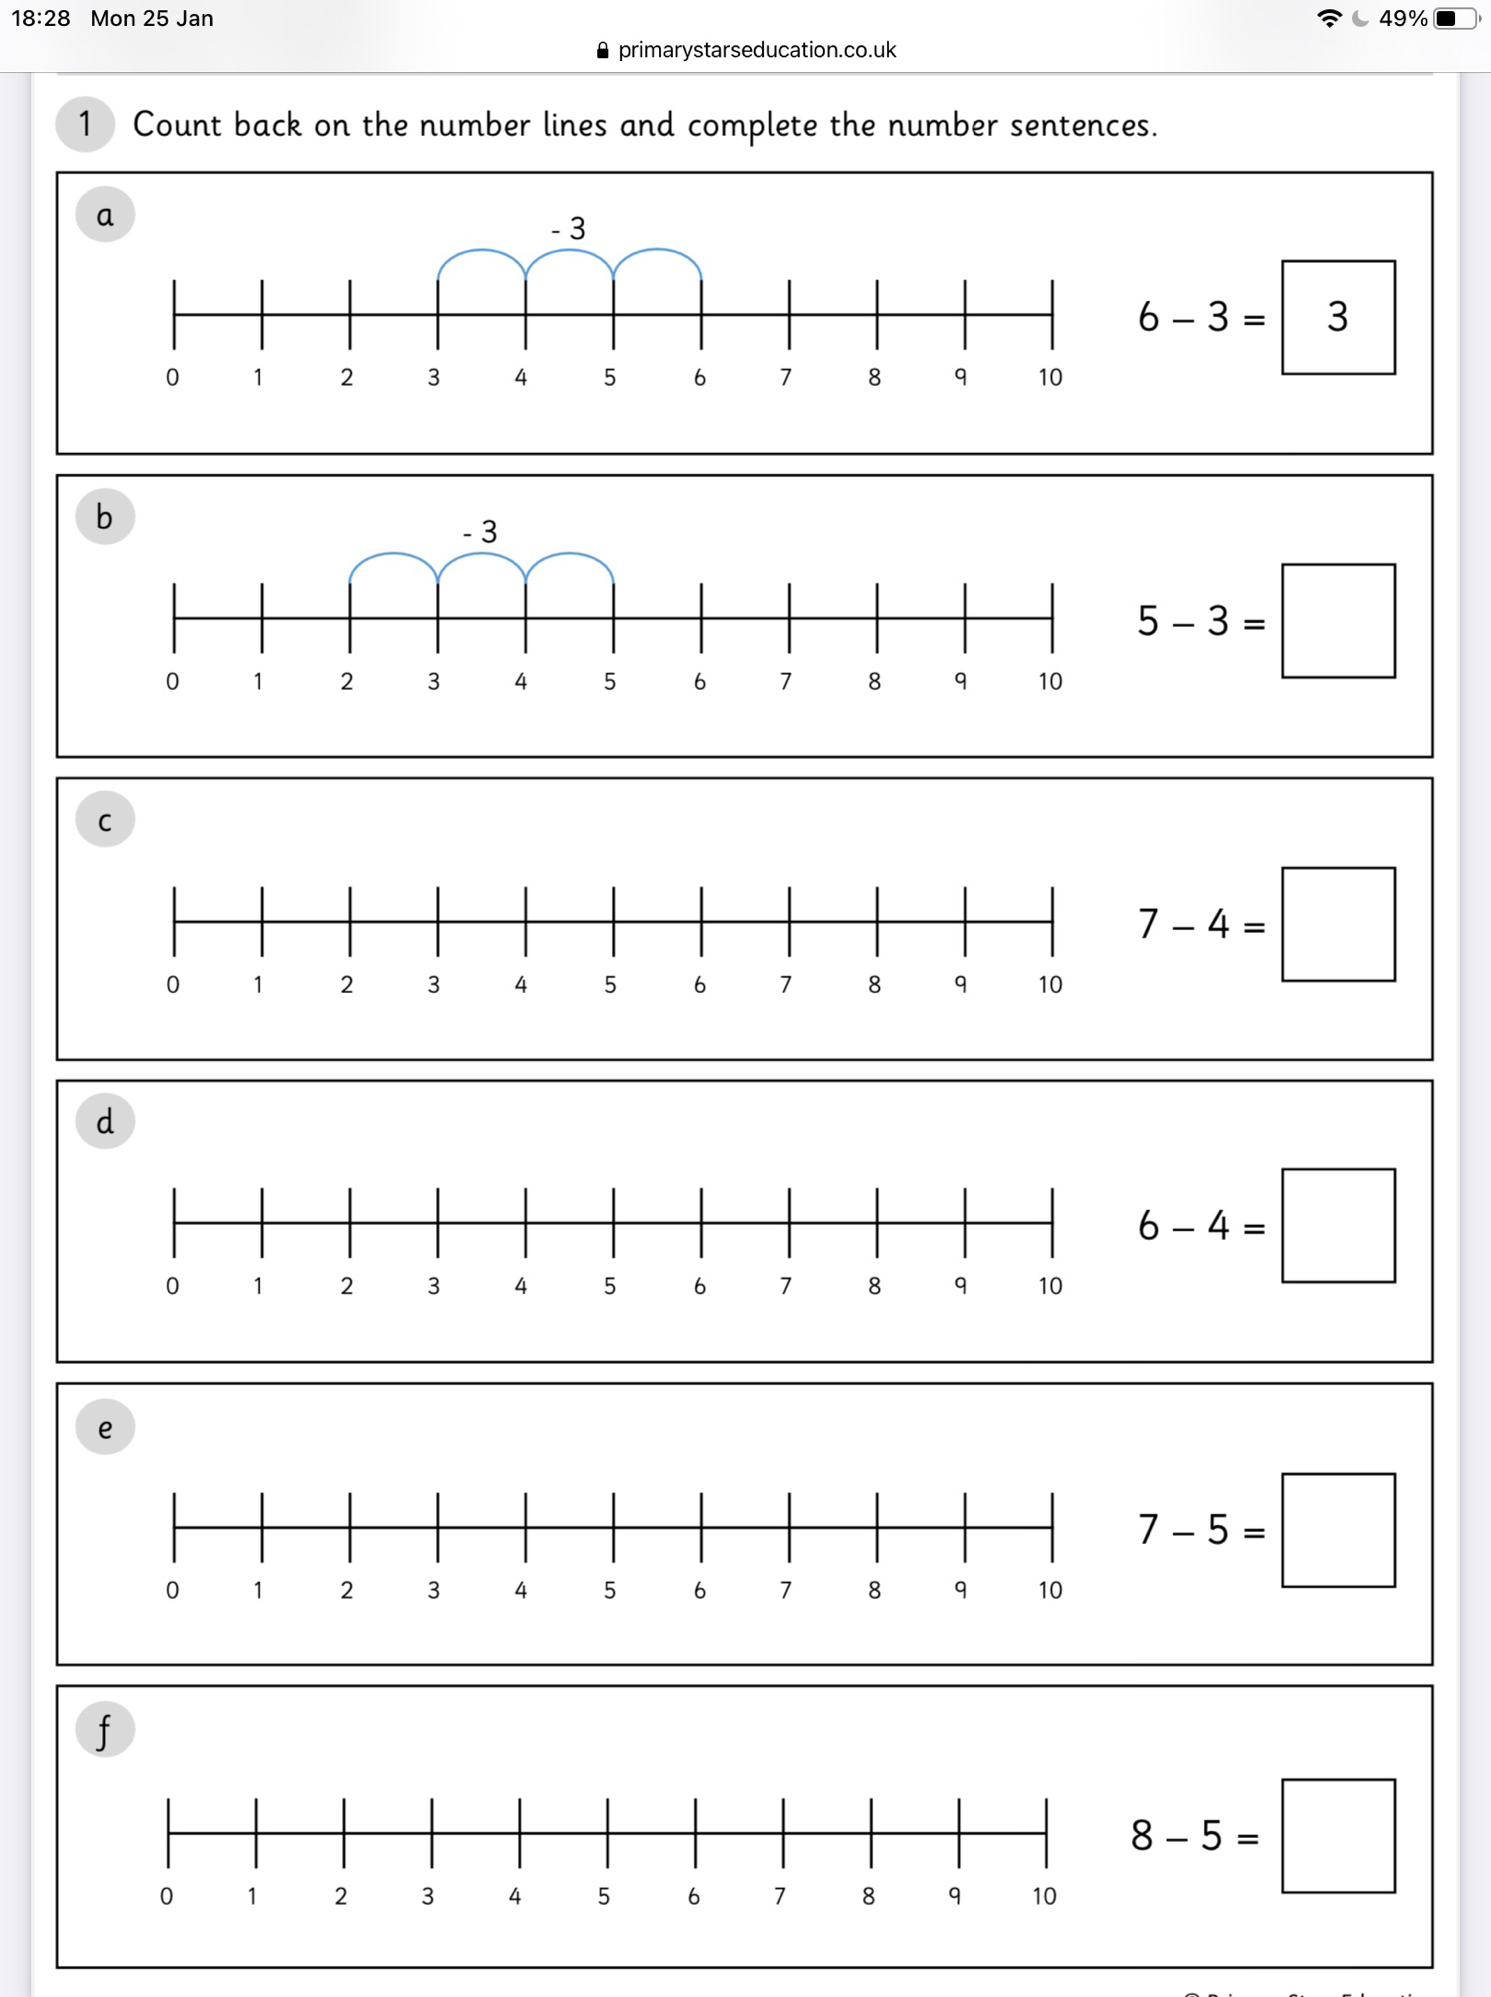 18:28 Mon 25 Jan
49%
primarystarseducation.co.uk
1 Count back on the number lines and complete the number sentences.
a
- 3
6 – 3 = 3
0 1 2 3 4 5 6 7 8 9 10
b
- 3
5 – 3 =
0 1 2 3 4 5 6 7 8 9 10
c
7 – 4 =
0 1 2 3 4 5 6 7 8 9 10
d
6 – 4 =
0 1 2 3 4 5 6 7 8 9 10
e
7 – 5 =
0 1 2 3 4 5 6 7 8 9 10
f
8 – 5 =
0 1 2 3 4 5 6 7 8 9 10